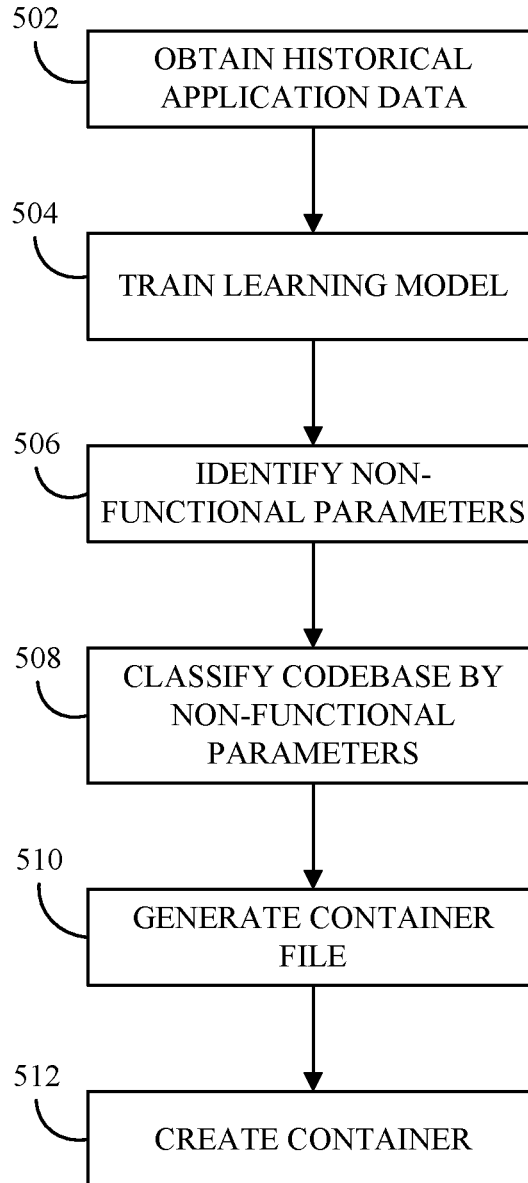 502
OBTAIN HISTORICAL
APPLICATION DATA
504
TRAIN LEARNING MODEL
506
IDENTIFY NON-
FUNCTIONAL PARAMETERS
508
CLASSIFY CODEBASE BY
NON-FUNCTIONAL
PARAMETERS
510
GENERATE CONTAINER
FILE
512
CREATE CONTAINER